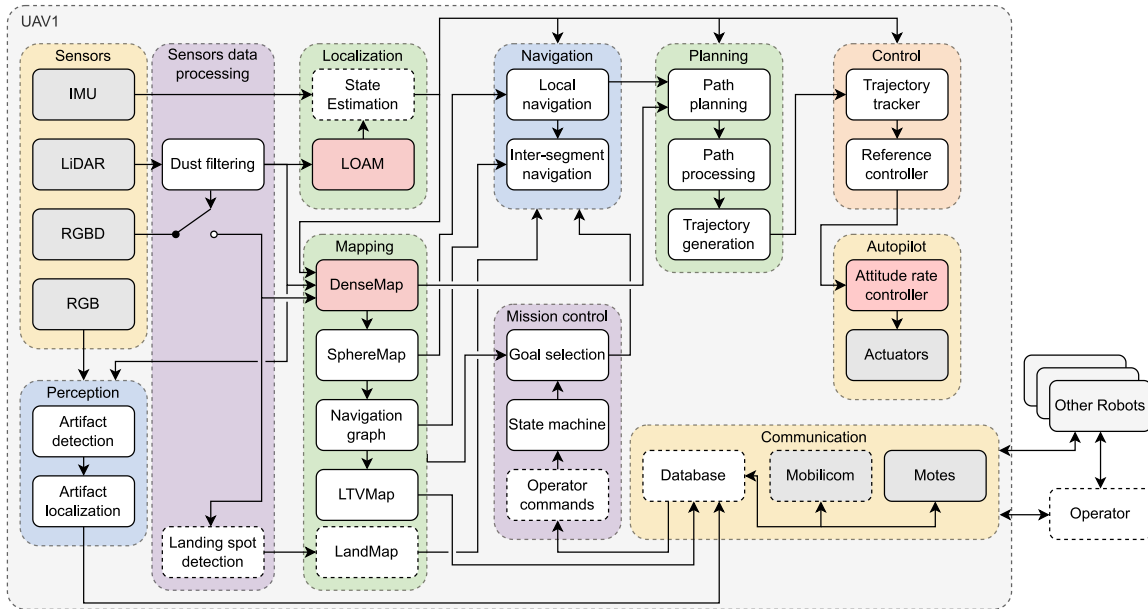 UAV1
Sensors
IMU
LiDAR
RGBD
RGB
Sensors data
processing
Dust filtering
Landing spot
detection
Localization
State
Estimation
LOAM
Mapping
DenseMap
SphereMap
Navigation
graph
LTVMap
LandMap
Navigation
Local
navigation
Inter-segment
navigation
Mission control
Goal selection
State machine
Operator
commands
Planning
Path
planning
Path
processing
Trajectory
generation
Control
Trajectory
tracker
Reference
controller
Autopilot
Attitude rate
controller
Actuators
Perception
Artifact
detection
Artifact
localization
Communication
Database
Mobilicom
Motes
Other Robots
Operator